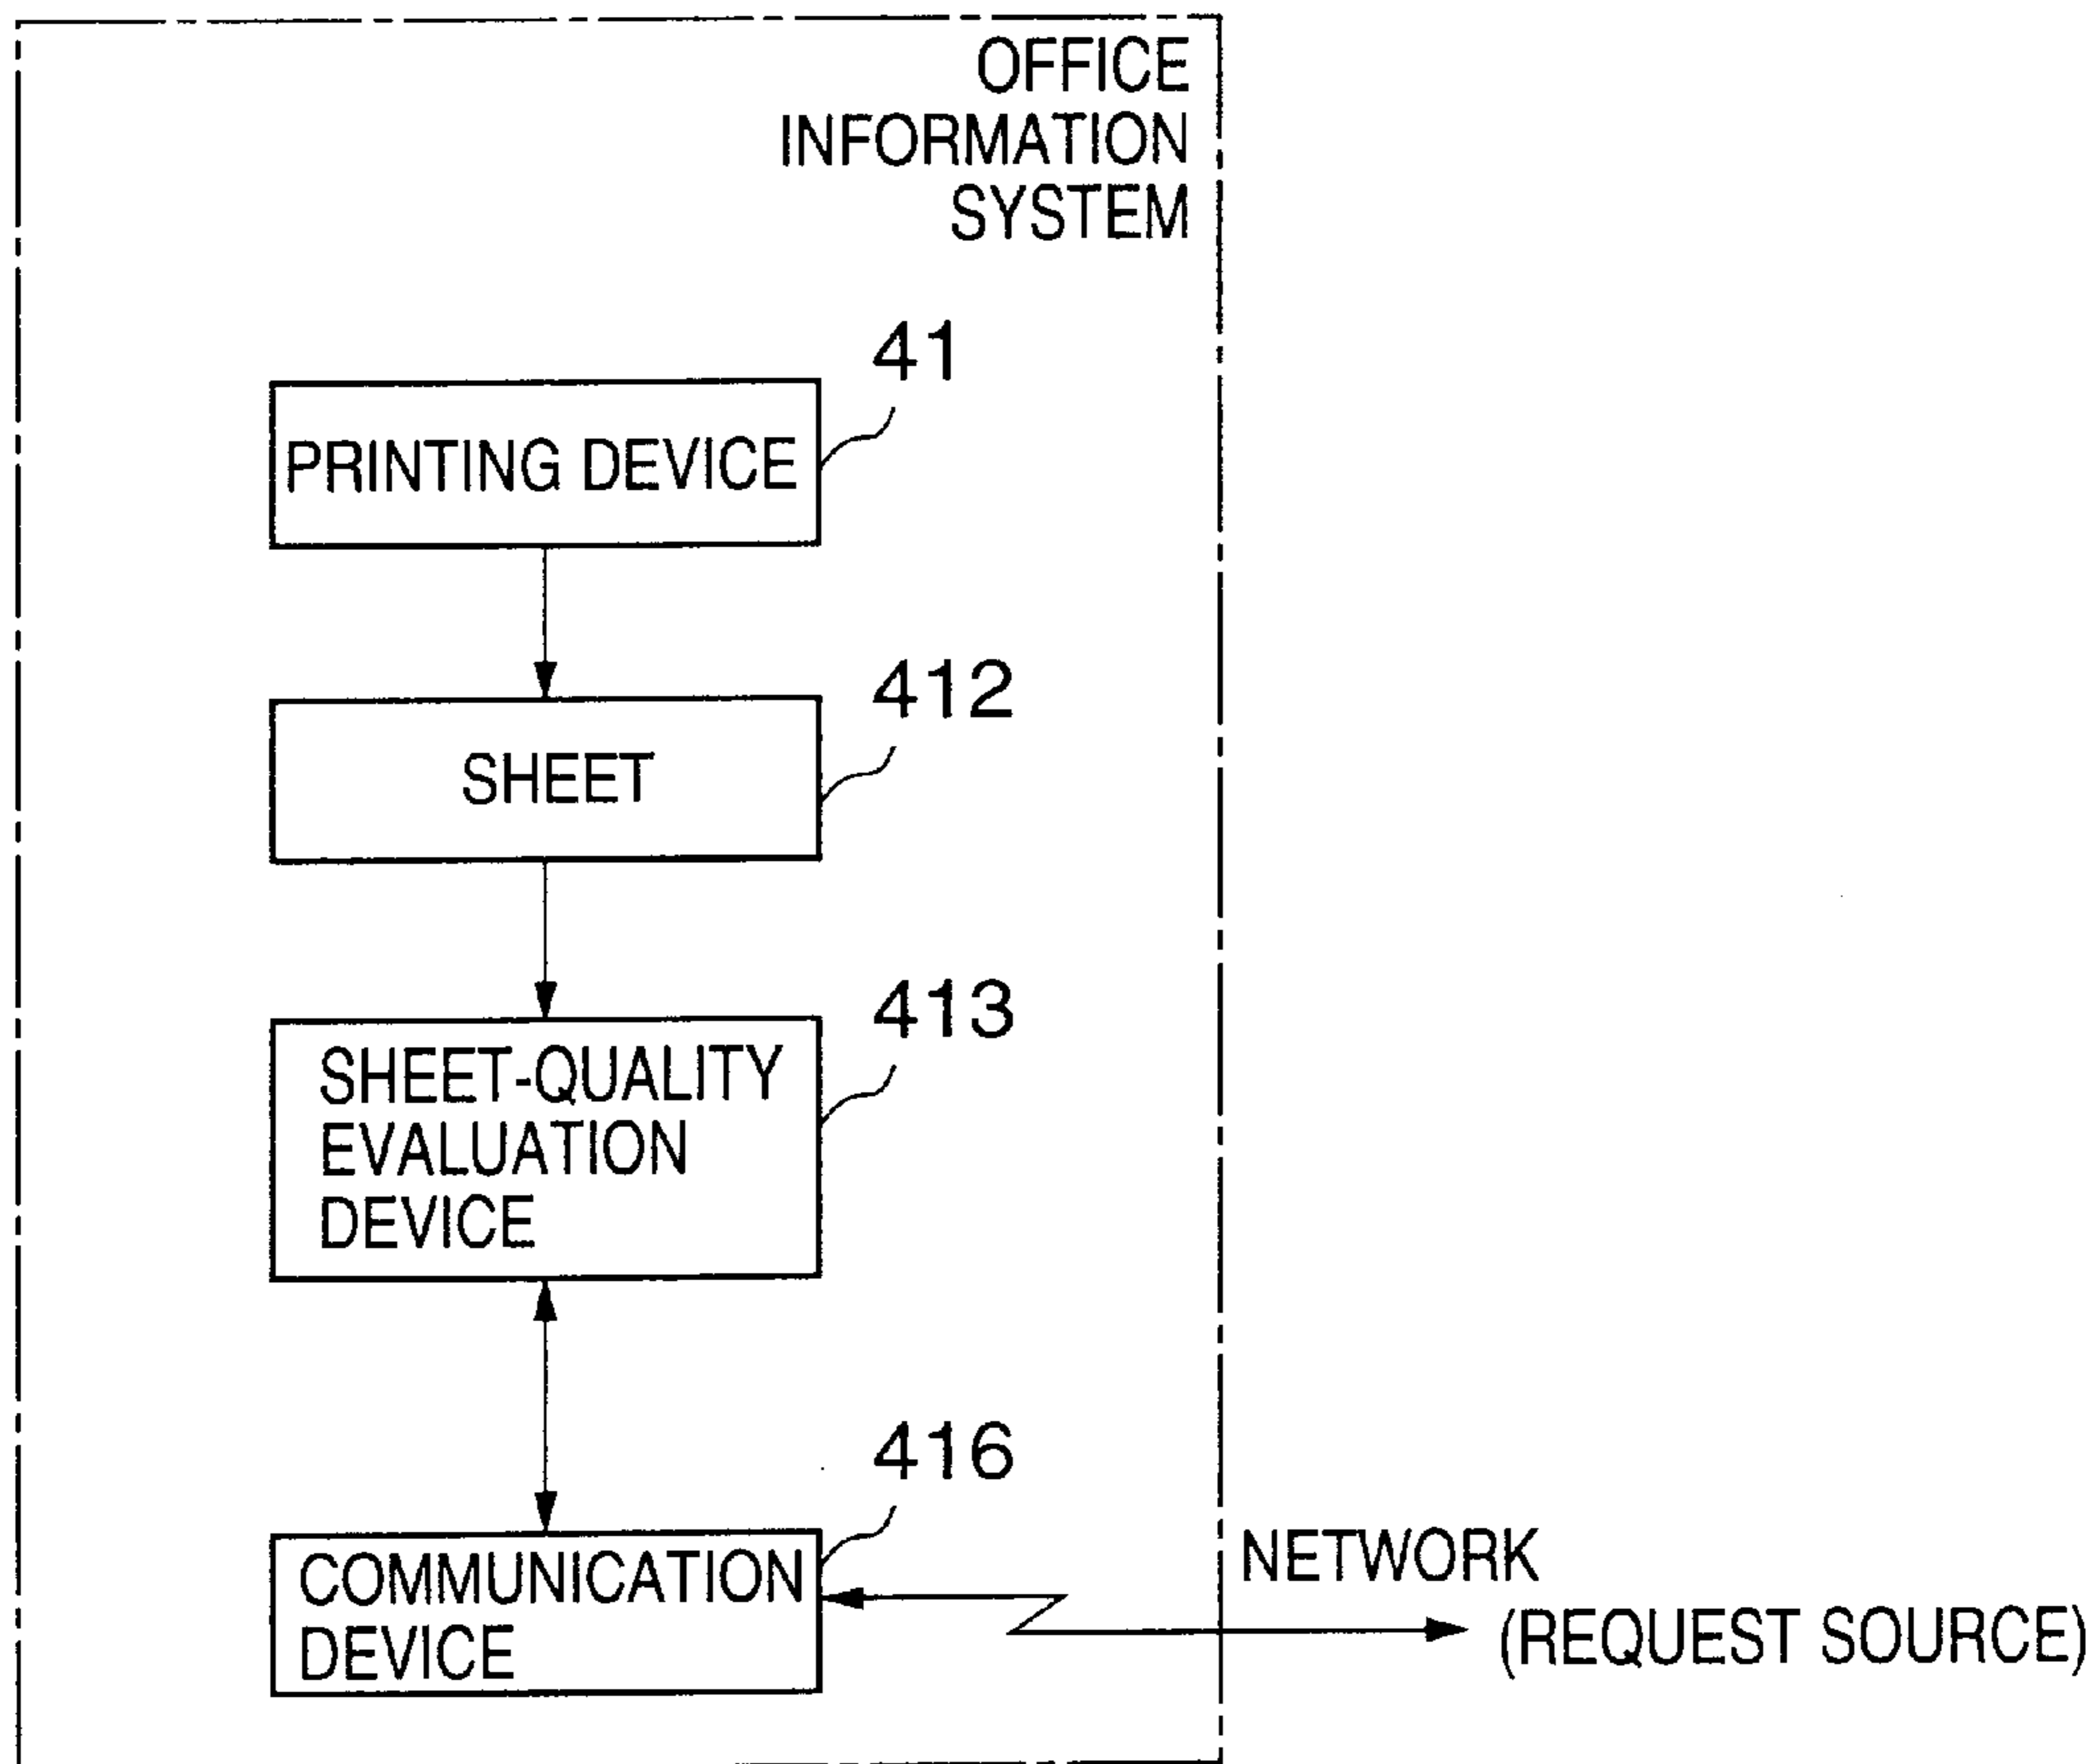 OFFICE
INFORMATION
SYSTEM
41
PRINTING DEVICE
412
SHEET
413
SHEET-QUALITY
EVALUATION
DEVICE
416
COMMUNICATION
DEVICE
NETWORK
(REQUEST SOURCE)